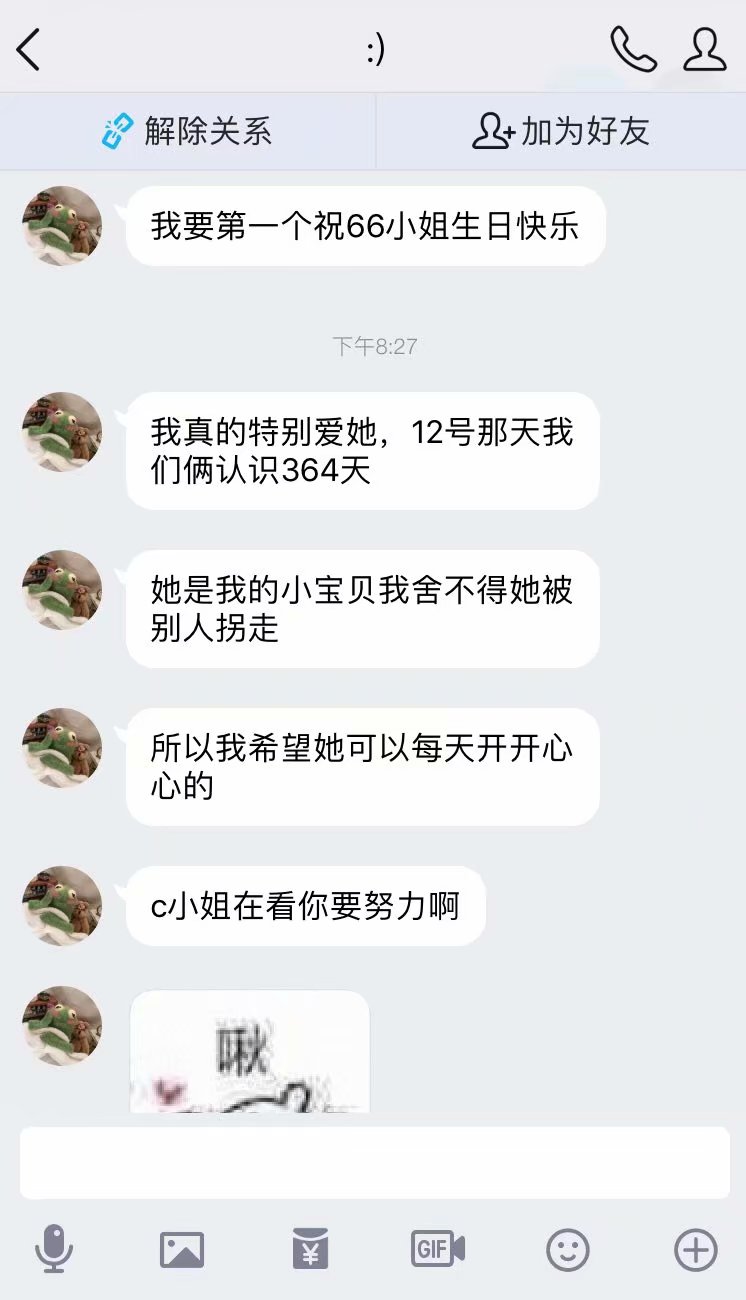 :)
解除关系
加为好友
我要第一个祝66小姐生日快乐
下午8:27
我真的特别爱她，12号那天我
们俩认识364天
她是我的小宝贝我舍不得她被
别人拐走
所以我希望她可以每天开开心
心的
c小姐在看你要努力啊
啾
¥
GIF